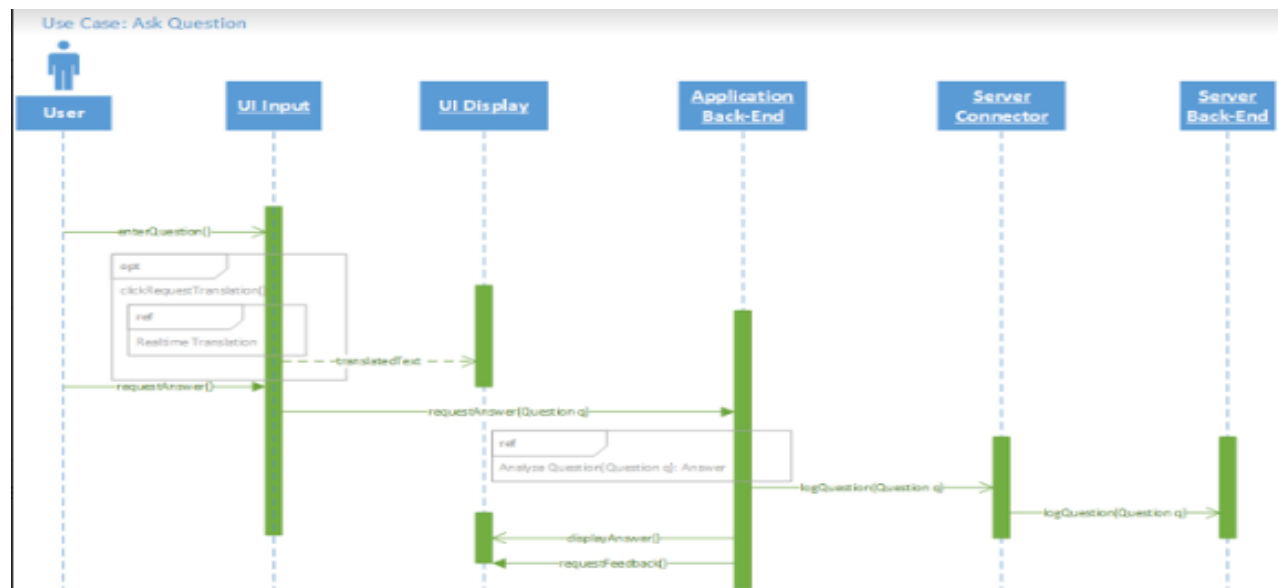 Use Case: Ask Question
User
UI Input
UI Display
Application
Back-End
Server
Connector
Server
Back-End
enterQuestion()
opt
clickRequestTranslation()
ref
Realtime Translation
translatedText
requestAnswer()
requestAnswer(Question q)
ref
Analyze Question(Question q): Answer
logQuestion(Question q)
logQuestion(Question q)
displayAnswer()
requestFeedback()